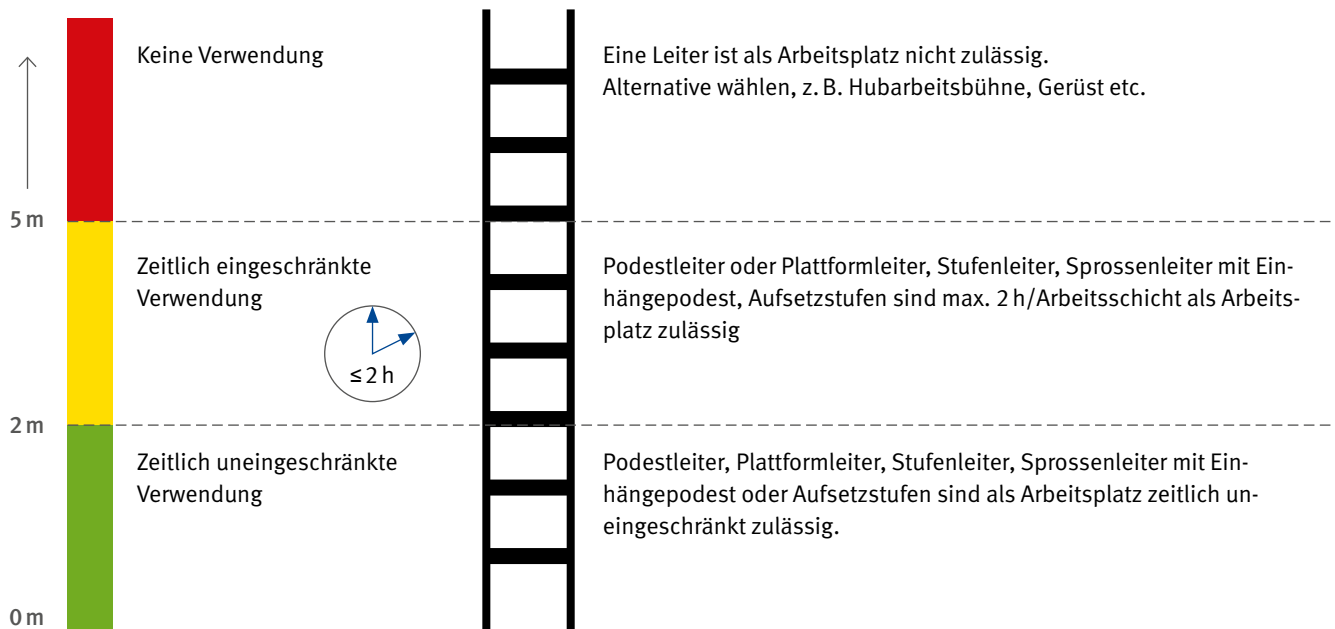 Keine Verwendung
Eine Leiter ist als Arbeitsplatz nicht zulässig.
Alternative wählen, z. B. Hubarbeitsbühne, Gerüst etc.
5 m
Zeitlich eingeschränkte
Verwendung
≤ 2 h
Podestleiter oder Plattformleiter, Stufenleiter, Sprossenleiter mit Ein-
hängepodest, Aufsetzstufen sind max. 2 h/Arbeitsschicht als Arbeits-
platz zulässig
2 m
Zeitlich uneingeschränkte
Verwendung
Podestleiter, Plattformleiter, Stufenleiter, Sprossenleiter mit Ein-
hängepodest oder Aufsetzstufen sind als Arbeitsplatz zeitlich un-
eingeschränkt zulässig.
0 m